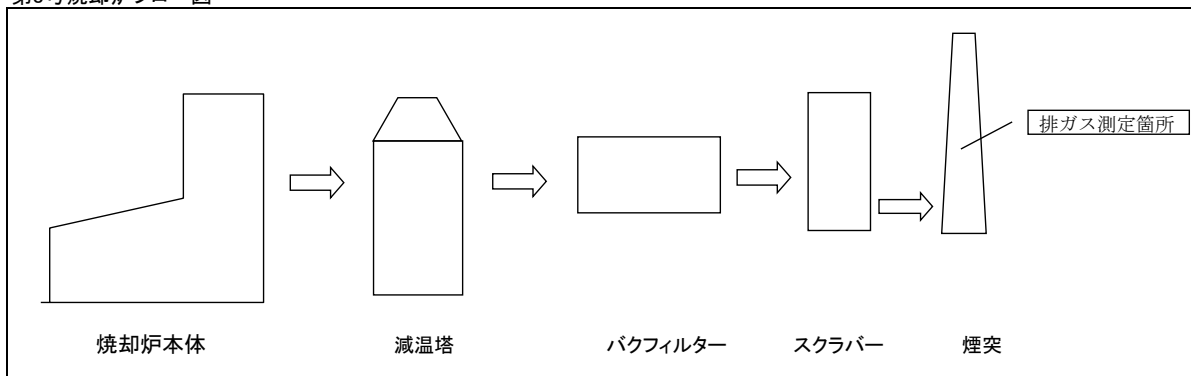 排ガス測定箇所
焼却炉本体
減温塔
バクフィルター
スクラバー
煙突